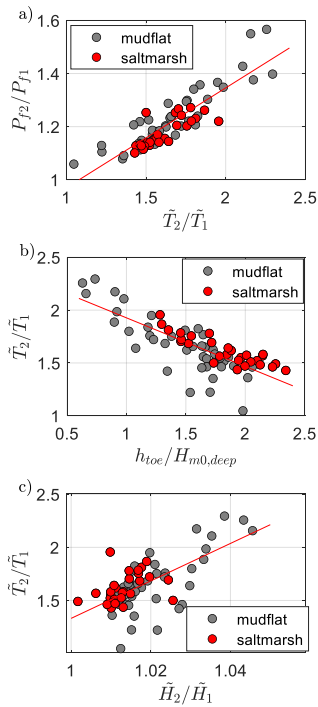 a)
1.6
1.4
1.2
1
mudflat
saltmarsh
P_{f2}/P_{f1}
1 1.5 2 2.5
T̃_2/T̃_1
b)
2.5
2
1.5
1
mudflat
saltmarsh
T̃_2/T̃_1
0.5 1 1.5 2 2.5
h_{toe}/H_{m0,deep}
c)
2.5
2
1.5
mudflat
saltmarsh
T̃_2/T̃_1
1 1.02 1.04
H̃_2/H̃_1